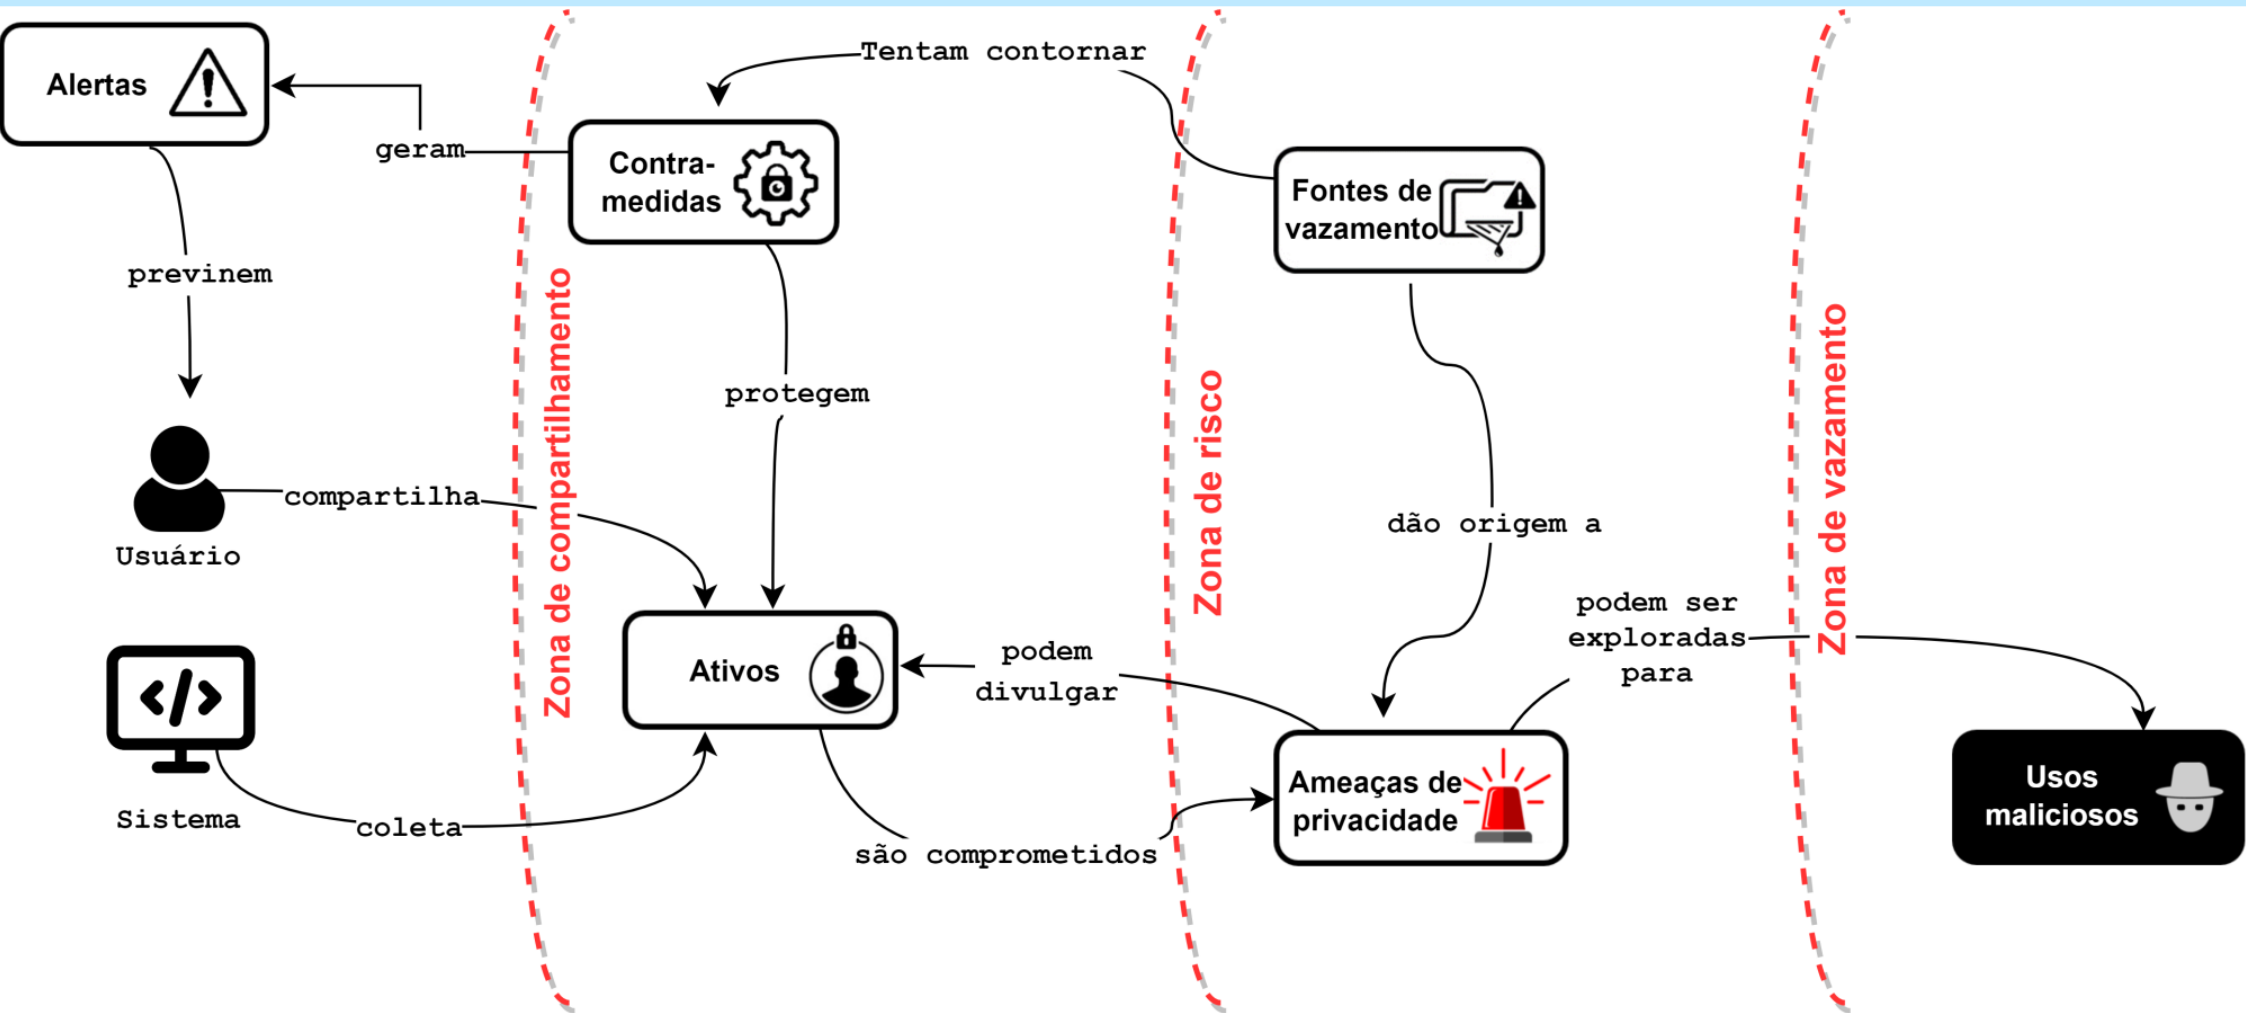 Alertas
Tentam contornar
geram
Contra-
medidas
Fontes de
vazamento
previnem
protegem
Zona de compartilhamento
Zona de risco
Zona de vazamento
compartilha
Usuário
dão origem a
podem ser
exploradas
para
podem
divulgar
Ativos
Sistema
coleta
são comprometidos
Ameaças de
privacidade
Usos
maliciosos